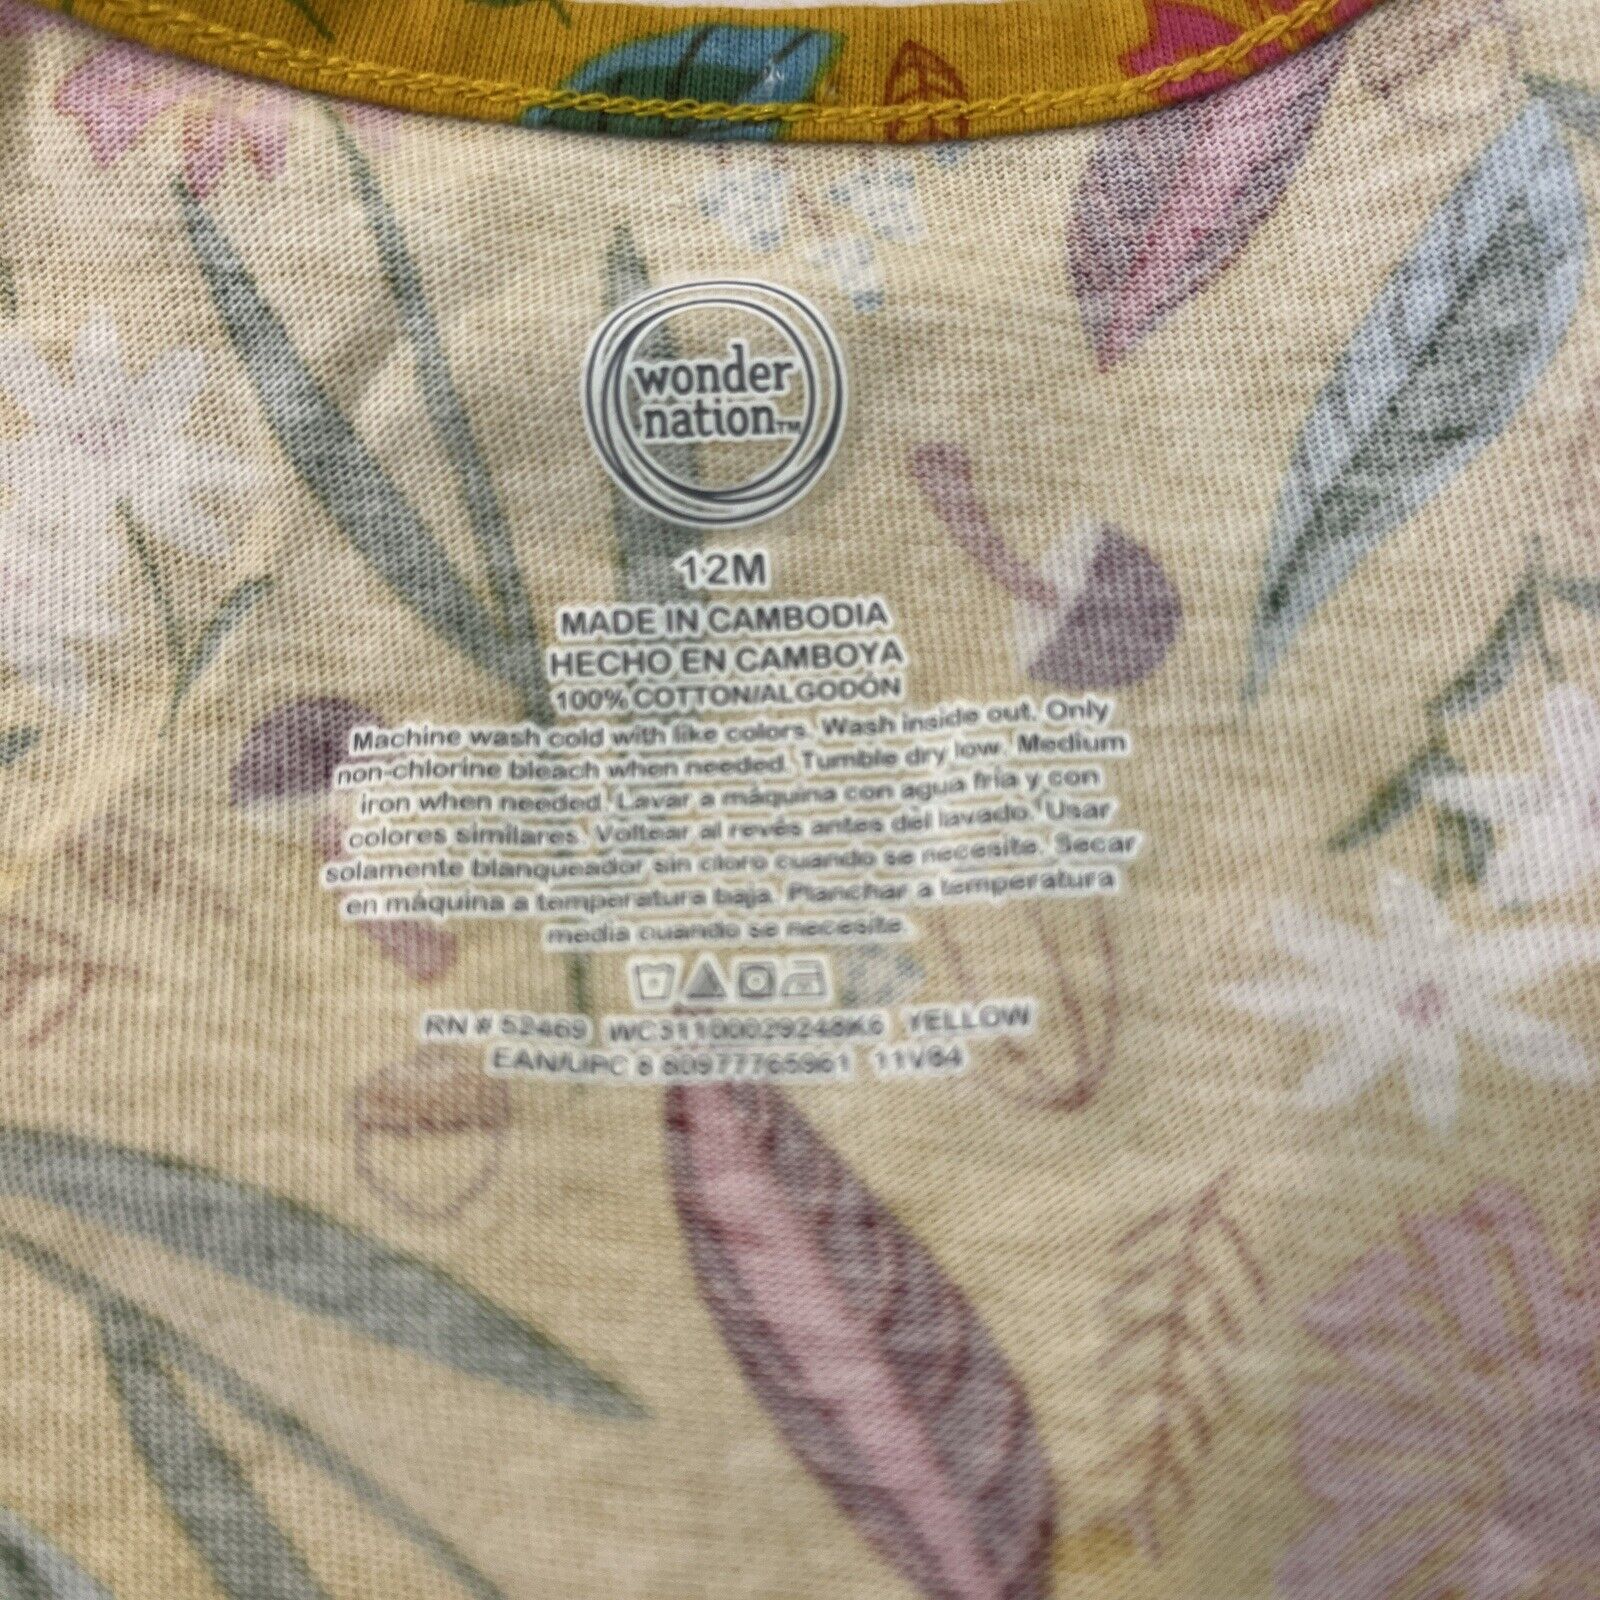 wonder
nation™
12M
MADE IN CAMBODIA
HECHO EN CAMBOYA
100% COTTON/ALGODÓN
Machine wash cold with like colors. Wash inside out. Only
non-chlorine bleach when needed. Tumble dry low. Medium
iron when needed. Lavar a máquina con agua fría y con
colores similares. Voltear al revés antes del lavado. Usar
solamente blanqueador sin cloro cuando se necesite. Secar
en máquina a temperatura baja. Planchar a temperatura
media cuando se necesite.
RN # 52469 YELLOW
EAN/UPC 11V84